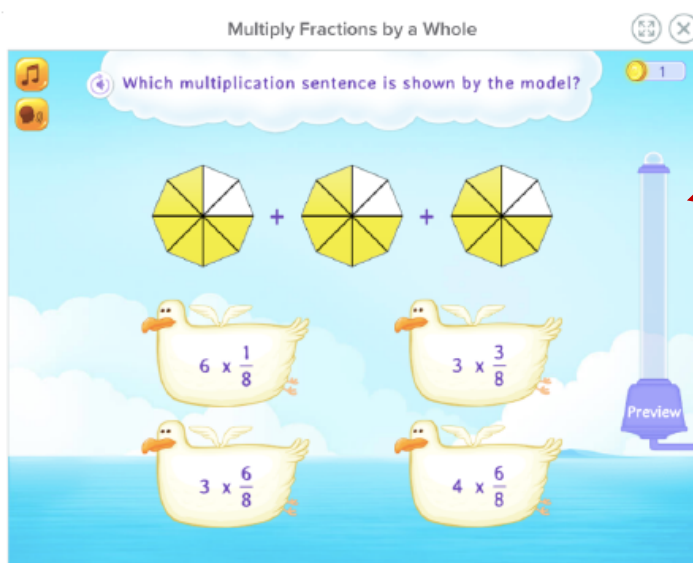 Multiply Fractions by a Whole
Which multiplication sentence is shown by the model?
1
+ +
6 x 1/8
3 x 3/8
Preview
3 x 6/8
4 x 6/8